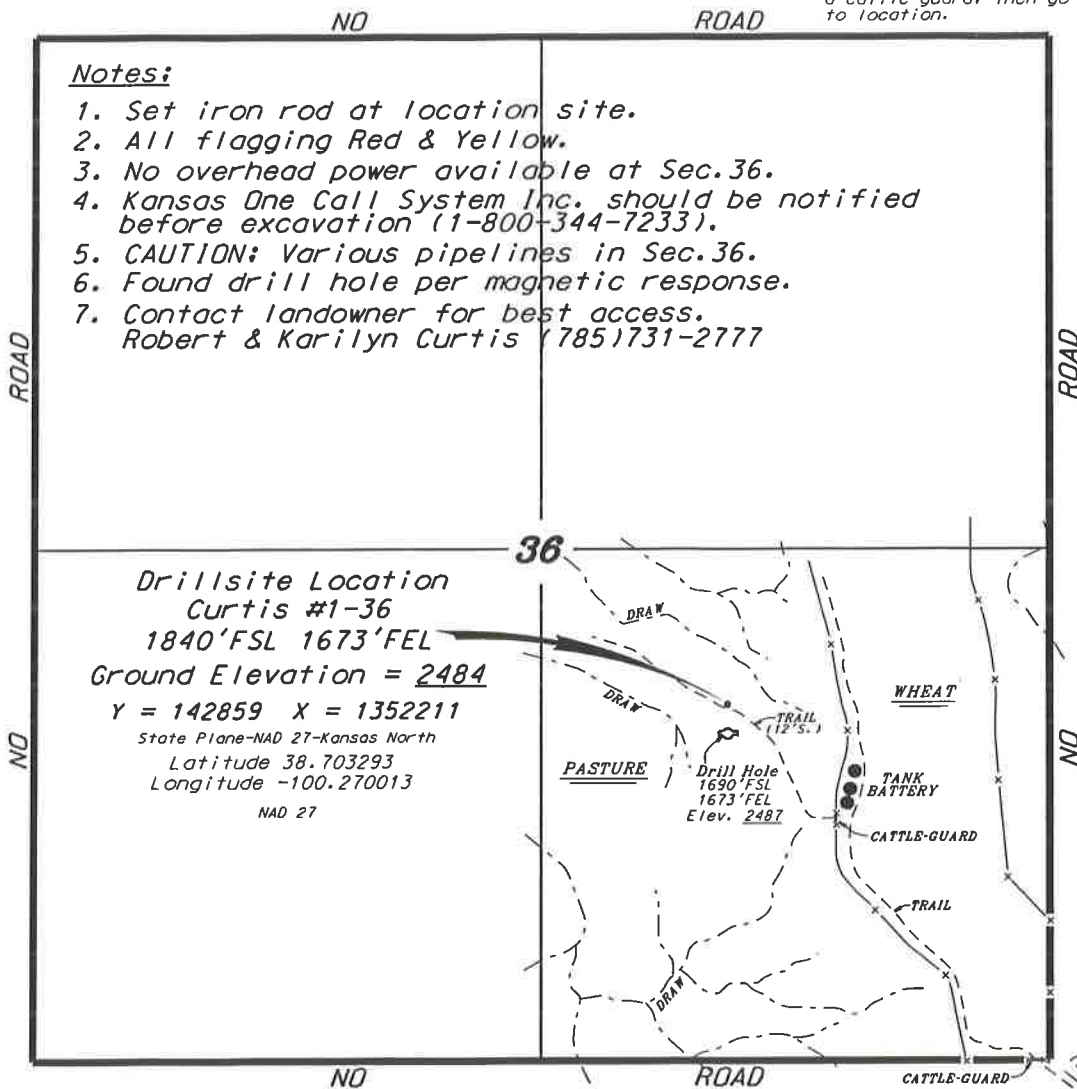 to location.
NO ROAD
Notes:
1. Set iron rod at location site.
2. All flagging Red & Yellow.
3. No overhead power available at Sec.36.
4. Kansas One Call System Inc. should be notified
before excavation (1-800-344-7233).
5. CAUTION: Various pipelines in Sec.36.
6. Found drill hole per magnetic response.
7. Contact landowner for best access.
Robert & Karilyn Curtis (785)731-2777
ROAD
ROAD
36
Drillsite Location
Curtis #1-36
1840'FSL 1673'FEL
Ground Elevation = 2484
Y = 142859 X = 1352211
State Plane-NAD 27-Kansas North
Latitude 38.703293
Longitude -100.270013
NAD 27
NO
DRAW
DRAW
WHEAT
TRAIL
(12'S.)
PASTURE
Drill Hole
1690'FSL
1673'FEL
Elev. 2487
TANK
BATTERY
CATTLE-GUARD
TRAIL
DRAW
NO
NO ROAD
CATTLE-GUARD